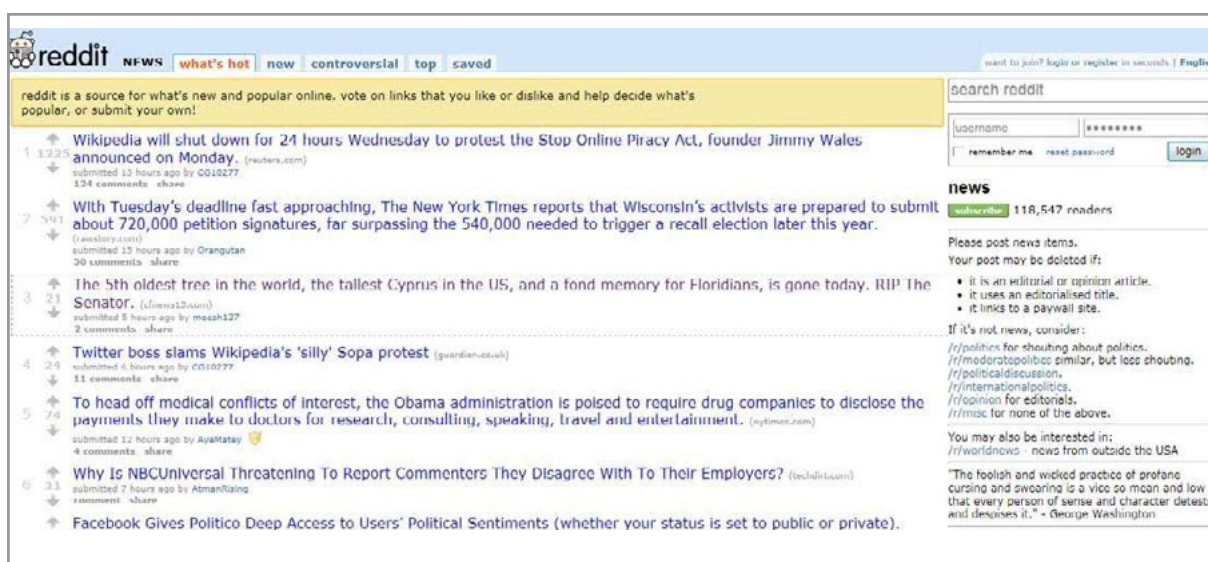 reddit NEWS what's hot new controversial top saved
want to join? login or register in seconds | Englis
reddit is a source for what's new and popular online. vote on links that you like or dislike and help decide what's
popular, or submit your own!
1 1225 Wikipedia will shut down for 24 hours Wednesday to protest the Stop Online Piracy Act, founder Jimmy Wales
announced on Monday. (reuters.com)
submitted 13 hours ago by CG10277
124 comments share
2 591 With Tuesday's deadline fast approaching, The New York Times reports that Wisconsin's activists are prepared to submit
about 720,000 petition signatures, far surpassing the 540,000 needed to trigger a recall election later this year.
(rawstory.com)
submitted 15 hours ago by Orangutan
30 comments share
3 21 The 5th oldest tree in the world, the tallest Cyprus in the US, and a fond memory for Floridians, is gone today. RIP The
Senator. (cfnews13.com)
submitted 5 hours ago by
2 comments share
4 24 Twitter boss slams Wikipedia's 'silly' Sopa protest (guardian.co.uk)
submitted 6 hours ago by CG10277
11 comments share
5 74 To head off medical conflicts of interest, the Obama administration is poised to require drug companies to disclose the
payments they make to doctors for research, consulting, speaking, travel and entertainment. (nytimes.com)
submitted 12 hours ago by AyaMatey
4 comments share
6 21 Why Is NBCUniversal Threatening To Report Commenters They Disagree With To Their Employers? (techdirt.com)
submitted 7 hours ago by AtmanRising
comment share
Facebook Gives Politico Deep Access to Users' Political Sentiments (whether your status is set to public or private).
search reddit
username ••••••••
remember me reset password login
news
subscribe 118,547 readers
Please post news items.
Your post may be deleted if:
• it is an editorial or opinion article.
• it uses an editorialised title.
• it links to a paywall site.
If it's not news, consider:
/r/politics for shouting about politics.
/r/moderatepolitics similar, but less shouting.
/r/politicaldiscussion.
/r/internationalpolitics.
/r/opinion for editorials.
/r/misc for none of the above.
You may also be interested in:
/r/worldnews - news from outside the USA
"The foolish and wicked practice of profane
cursing and swearing is a vice so mean and low
that every person of sense and character detests
and despises it." - George Washington